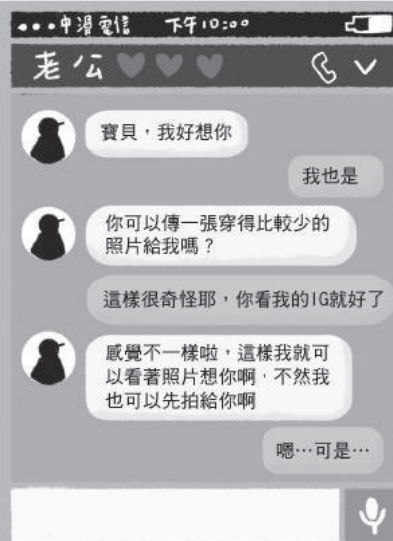 中滑電信 下午10:00
老公
寶貝，我好想你
我也是
你可以傳一張穿得比較少的
照片給我嗎？
這樣很奇怪耶，你看我的IG就好了
感覺不一樣啦，這樣我就可
以看著照片想你啊，不然我
也可以先拍給你啊
嗯…可是…